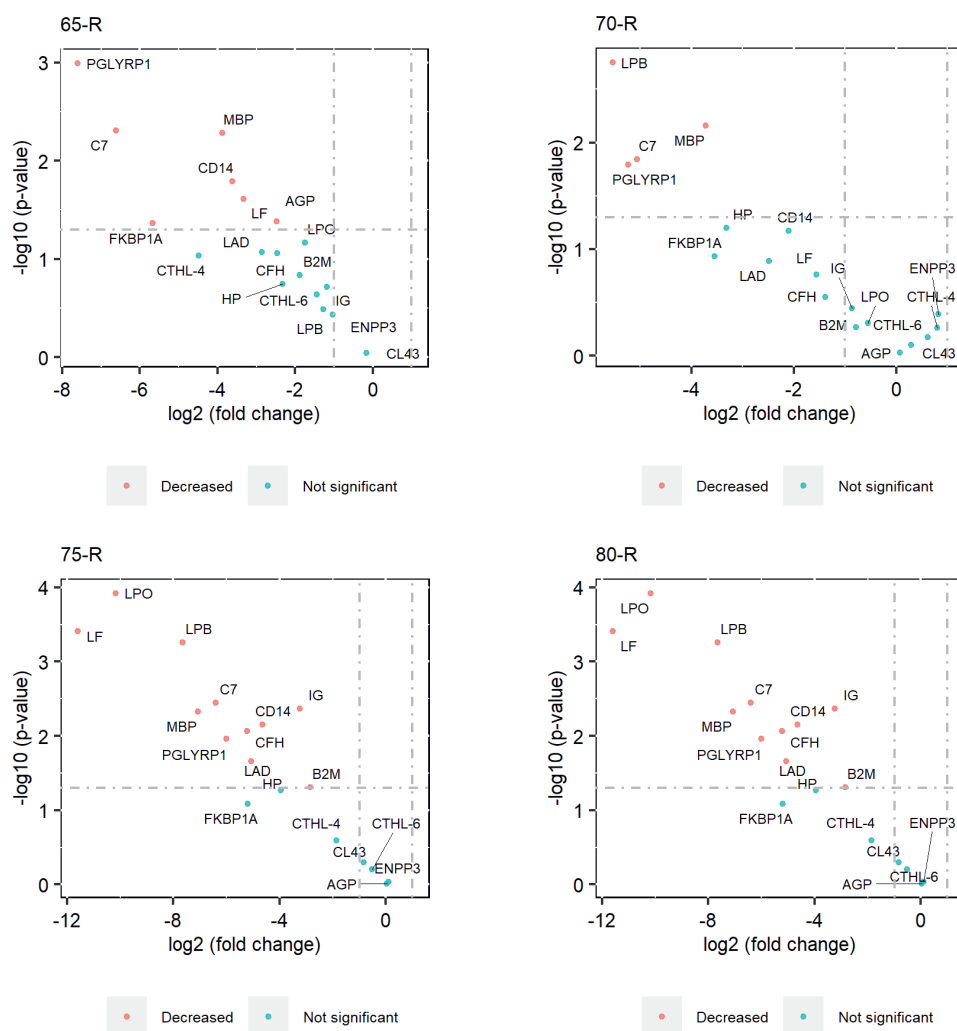 65-R
PGLYRP1
C7
MBP
CD14
LF
AGP
FKBP1A
LPO
LAD
CTHL-4
CFH
B2M
HP
CTHL-6
IG
LPB
ENPP3
CL43
3
2
1
0
-log10 (p-value)
-8 -6 -4 -2 0
log2 (fold change)
Decreased Not significant
70-R
LPB
MBP
C7
PGLYRP1
HP
CD14
FKBP1A
LAD
LF
IG
ENPP3
CFH
LPO
CTHL-4
B2M
CTHL-6
AGP
CL43
2
1
0
-log10 (p-value)
-4 -2 0
log2 (fold change)
Decreased Not significant
75-R
LPO
LF
LPB
C7
IG
MBP
CD14
PGLYRP1
CFH
LAD
HP
B2M
FKBP1A
CTHL-4
CTHL-6
CL43
ENPP3
AGP
4
3
2
1
0
-log10 (p-value)
-12 -8 -4 0
log2 (fold change)
Decreased Not significant
80-R
LPO
LF
LPB
C7
IG
MBP
CD14
PGLYRP1
CFH
LAD
HP
B2M
FKBP1A
CTHL-4
ENPP3
CL43
CTHL-6
AGP
4
3
2
1
0
-log10 (p-value)
-12 -8 -4 0
log2 (fold change)
Decreased Not significant